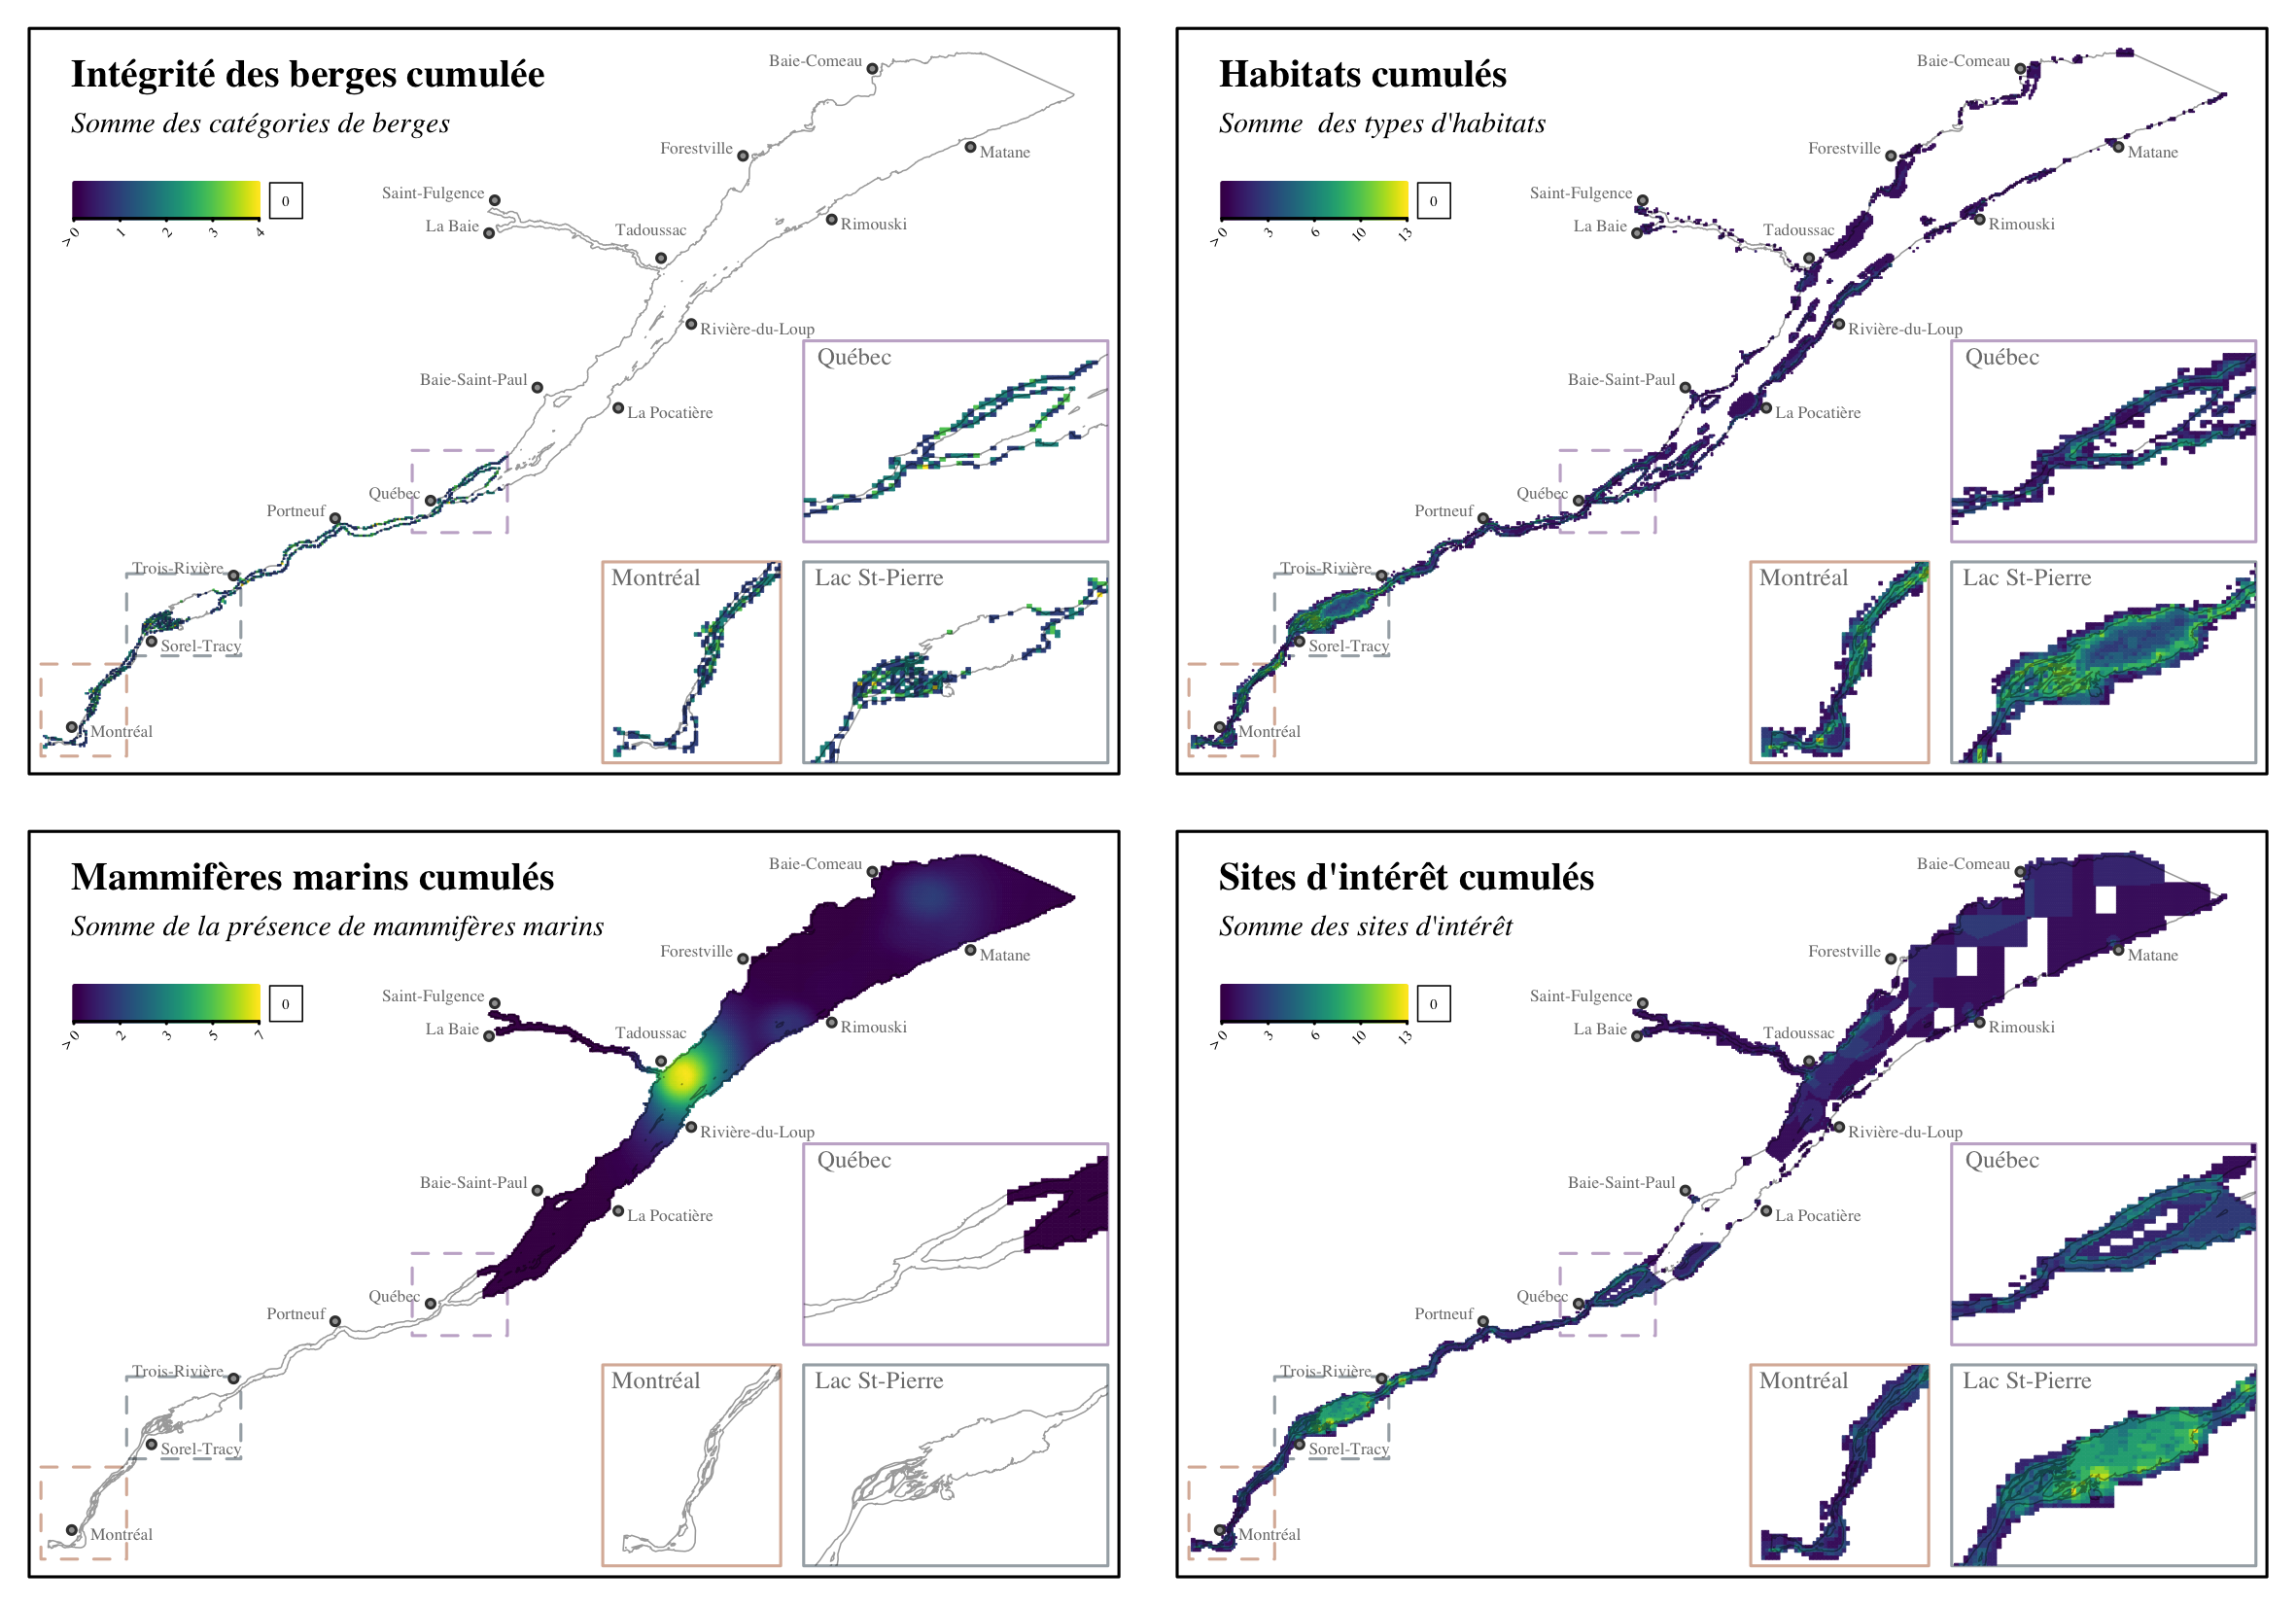 Intégrité des berges cumulée
Somme des catégories de berges
> 0 1 2 3 4
0
Baie-Comeau
Forestville
Matane
Saint-Fulgence
La Baie
Tadoussac
Rimouski
Rivière-du-Loup
Baie-Saint-Paul
La Pocatière
Québec
Portneuf
Trois-Rivière
Sorel-Tracy
Montréal
Québec
Montréal
Lac St-Pierre
Habitats cumulés
Somme des types d'habitats
> 0 3 6 10 13
0
Baie-Comeau
Forestville
Matane
Saint-Fulgence
La Baie
Tadoussac
Rimouski
Rivière-du-Loup
Baie-Saint-Paul
La Pocatière
Québec
Portneuf
Trois-Rivière
Sorel-Tracy
Montréal
Québec
Montréal
Lac St-Pierre
Mammifères marins cumulés
Somme de la présence de mammifères marins
> 0 2 3 5 7
0
Baie-Comeau
Forestville
Matane
Saint-Fulgence
La Baie
Tadoussac
Rimouski
Rivière-du-Loup
Baie-Saint-Paul
La Pocatière
Québec
Portneuf
Trois-Rivière
Sorel-Tracy
Montréal
Québec
Montréal
Lac St-Pierre
Sites d'intérêt cumulés
Somme des sites d'intérêt
> 0 3 6 10 13
0
Baie-Comeau
Forestville
Matane
Saint-Fulgence
La Baie
Tadoussac
Rimouski
Rivière-du-Loup
Baie-Saint-Paul
La Pocatière
Québec
Portneuf
Trois-Rivière
Sorel-Tracy
Montréal
Québec
Montréal
Lac St-Pierre